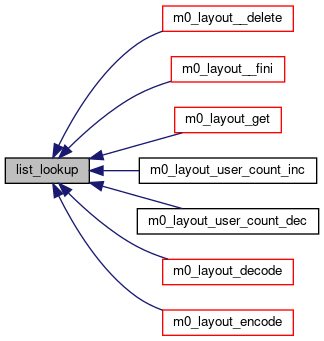 m0_layout__delete
m0_layout__fini
m0_layout_get
list_lookup
m0_layout_user_count_inc
m0_layout_user_count_dec
m0_layout_decode
m0_layout_encode